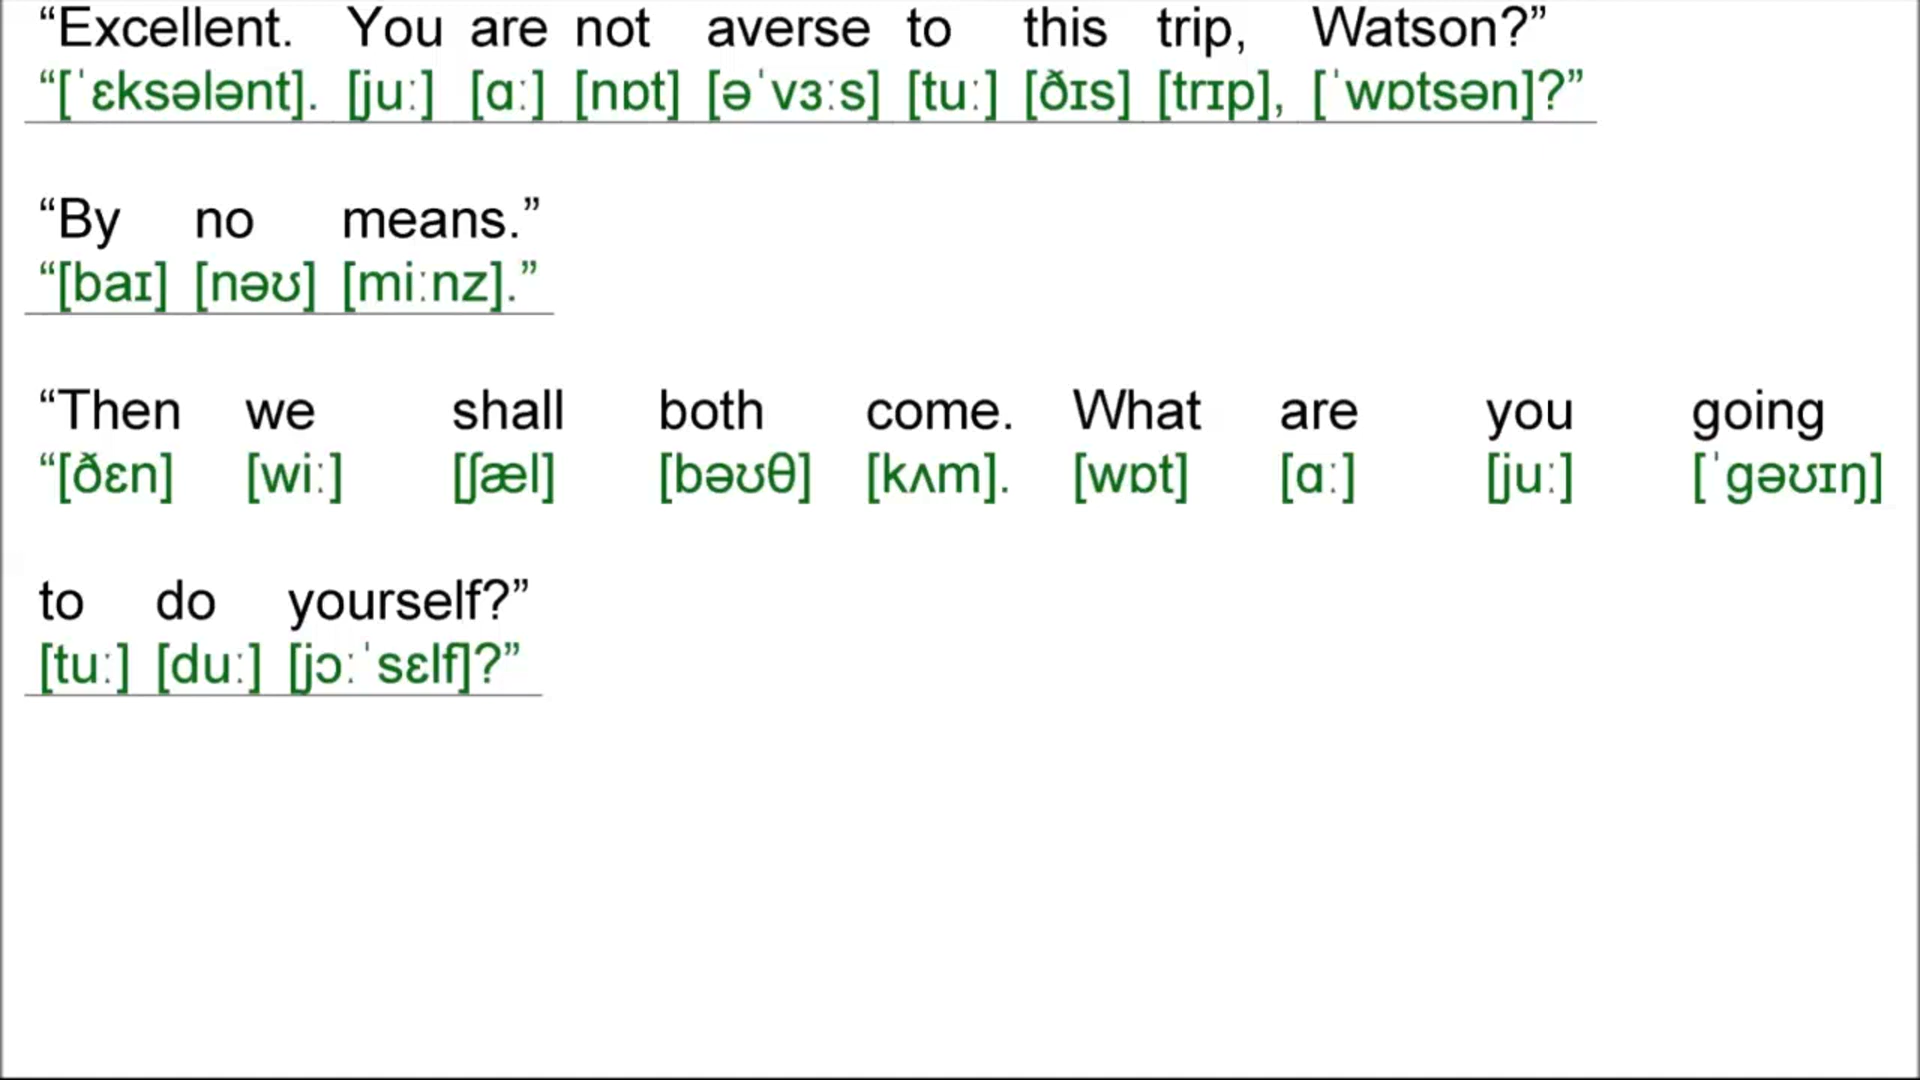 “Excellent. You are not averse to this trip, Watson?”
“[ˈɛksələnt]. [juː] [ɑː] [nɒt] [əˈvɜːs] [tuː] [ðɪs] [trɪp], [ˈwɒtsən]?”
“By no means.”
“[baɪ] [nəʊ] [miːnz].”
“Then we shall both come. What are you going
“[ðɛn] [wiː] [ʃæl] [bəʊθ] [kʌm]. [wɒt] [ɑː] [juː] [ˈgəʊɪŋ]
to do yourself?”
[tuː] [duː] [jɔːˈsɛlf]?”